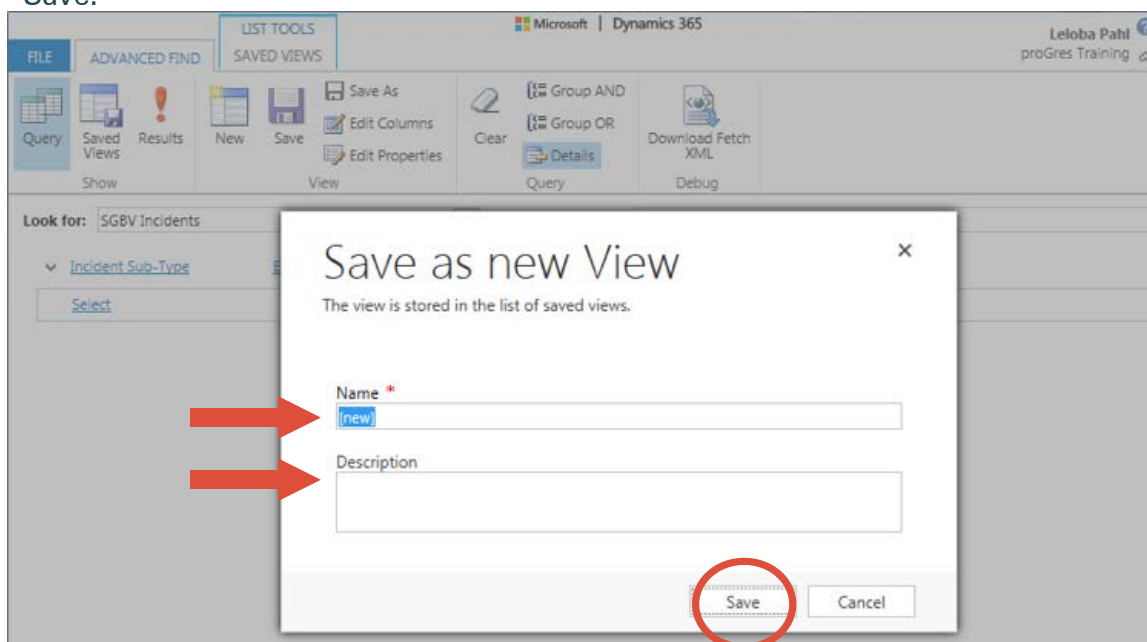 Save.
LIST TOOLS
Microsoft | Dynamics 365
Leloba Pahl
proGres Training
FILE
ADVANCED FIND
SAVED VIEWS
Query
Saved Views
Results
New
Save
Save As
Edit Columns
Edit Properties
Clear
Group AND
Group OR
Details
Download Fetch XML
Show
View
Query
Debug
Look for: SGBV Incidents
Incident Sub-Type
Select
Save as new View
×
The view is stored in the list of saved views.
Name *
(new)
Description
Save
Cancel